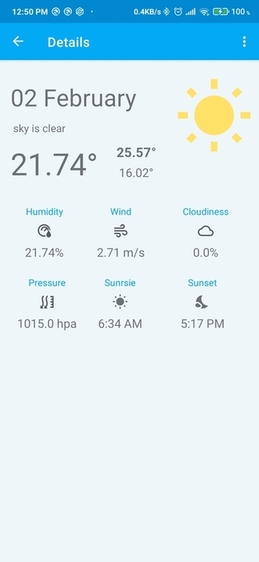 12:50 PM 0.4KB/s 100%
Details
02 February
sky is clear
21.74° 25.57°
16.02°
Humidity Wind Cloudiness
21.74% 2.71 m/s 0.0%
Pressure Sunrsie Sunset
1015.0 hpa 6:34 AM 5:17 PM